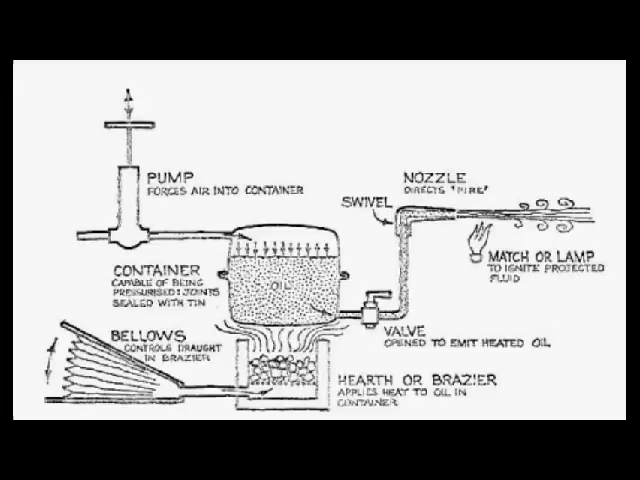 PUMP
FORCES AIR INTO CONTAINER
NOZZLE
DIRECTS 'FIRE'
SWIVEL
MATCH OR LAMP
TO IGNITE PROJECTED
FLUID
CONTAINER
CAPABLE OF BEING
PRESSURISED: JOINTS
SEALED WITH TIN
OIL
BELLOWS
CONTROLS DRAUGHT
IN BRAZIER
VALVE
OPENED TO EMIT HEATED OIL
HEARTH OR BRAZIER
APPLIES HEAT TO OIL IN
CONTAINER